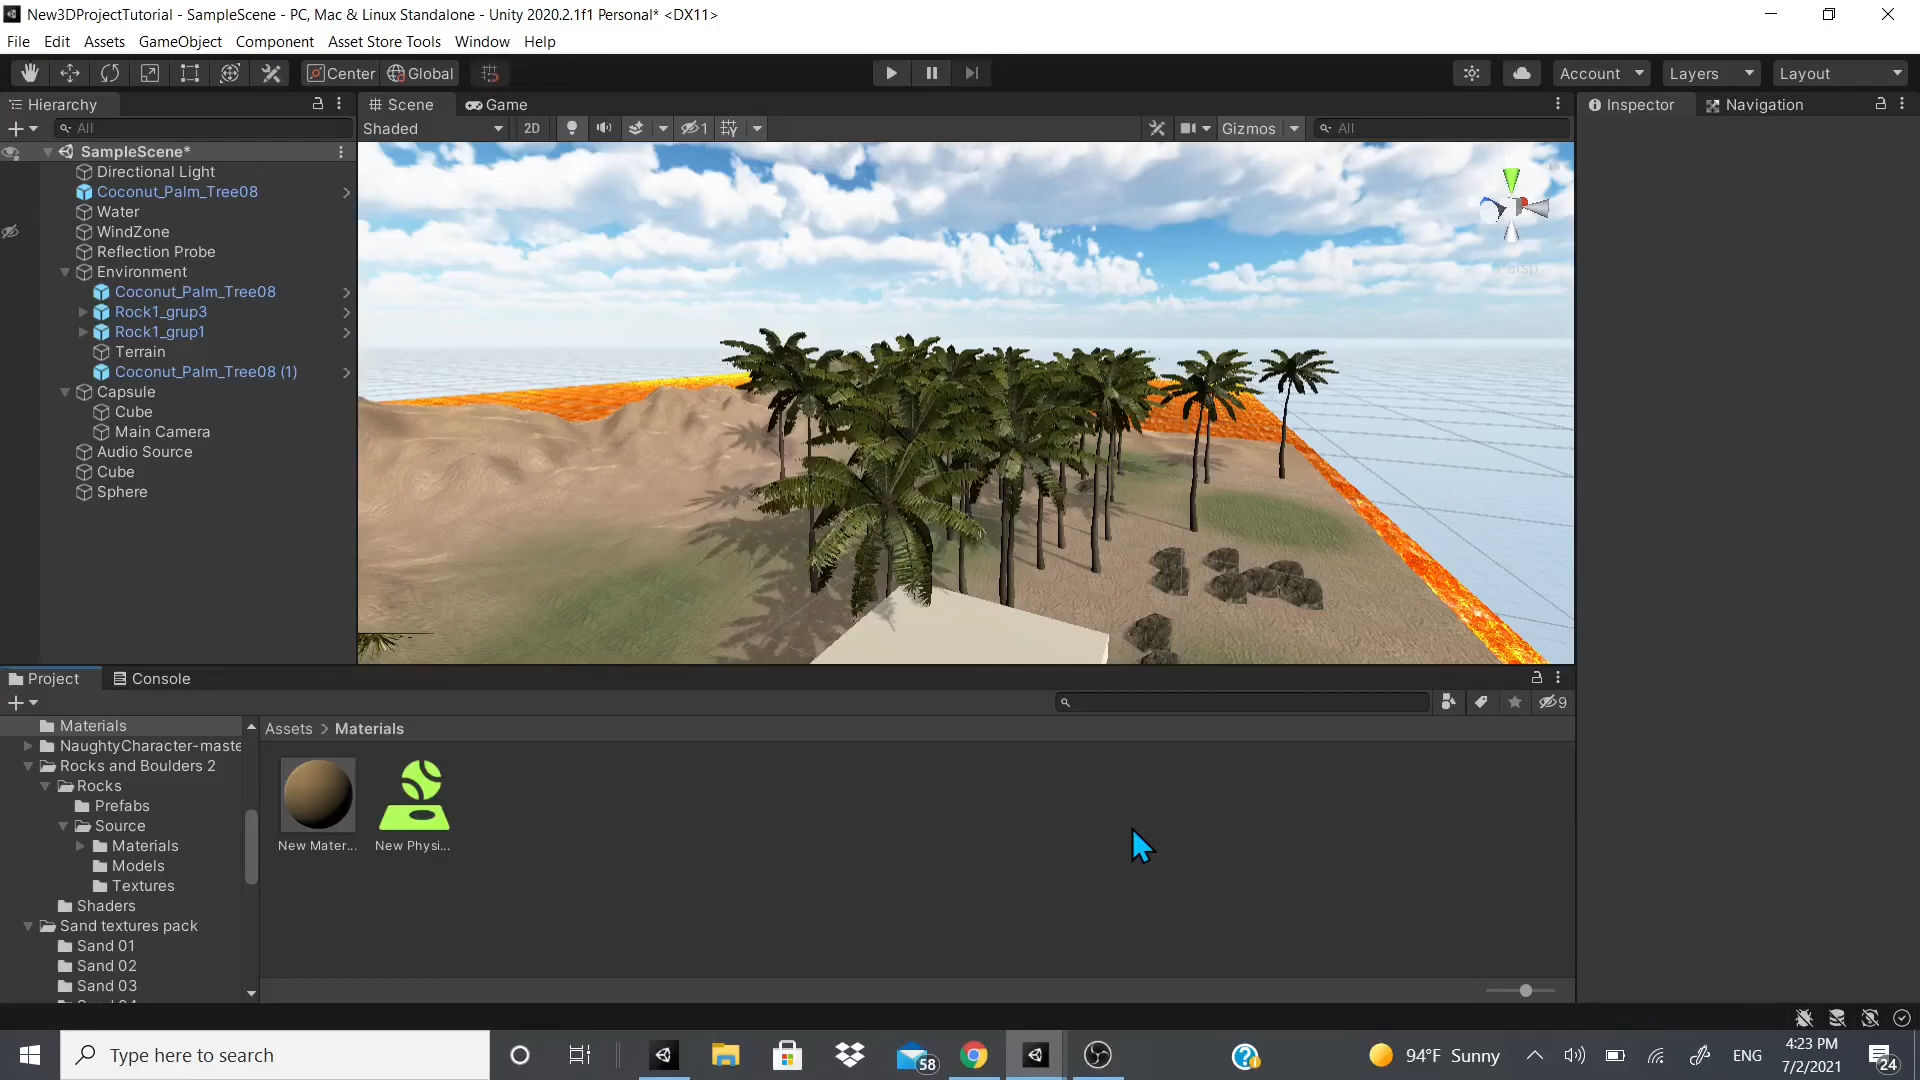 New3DProjectTutorial - SampleScene - PC, Mac & Linux Standalone - Unity 2020.2.1f1 Personal* <DX11>
File Edit Assets GameObject Component Asset Store Tools Window Help
Center Global Account Layers Layout
Hierarchy Scene Game Inspector Navigation
All Shaded 2D 1 Gizmos All
SampleScene*
Directional Light
Coconut_Palm_Tree08
Water
WindZone
Reflection Probe
Environment
Coconut_Palm_Tree08
Rock1_grup3
Rock1_grup1
Terrain
Coconut_Palm_Tree08 (1)
Capsule
Cube
Main Camera
Audio Source
Cube
Sphere
Persp
Project Console
9
Materials
NaughtyCharacter-maste
Rocks and Boulders 2
Rocks
Prefabs
Source
Materials
Models
Textures
Shaders
Sand textures pack
Sand 01
Sand 02
Sand 03
Assets > Materials
New Mater... New Physi...
Type here to search
58
94°F Sunny
ENG
4:23 PM
7/2/2021
24